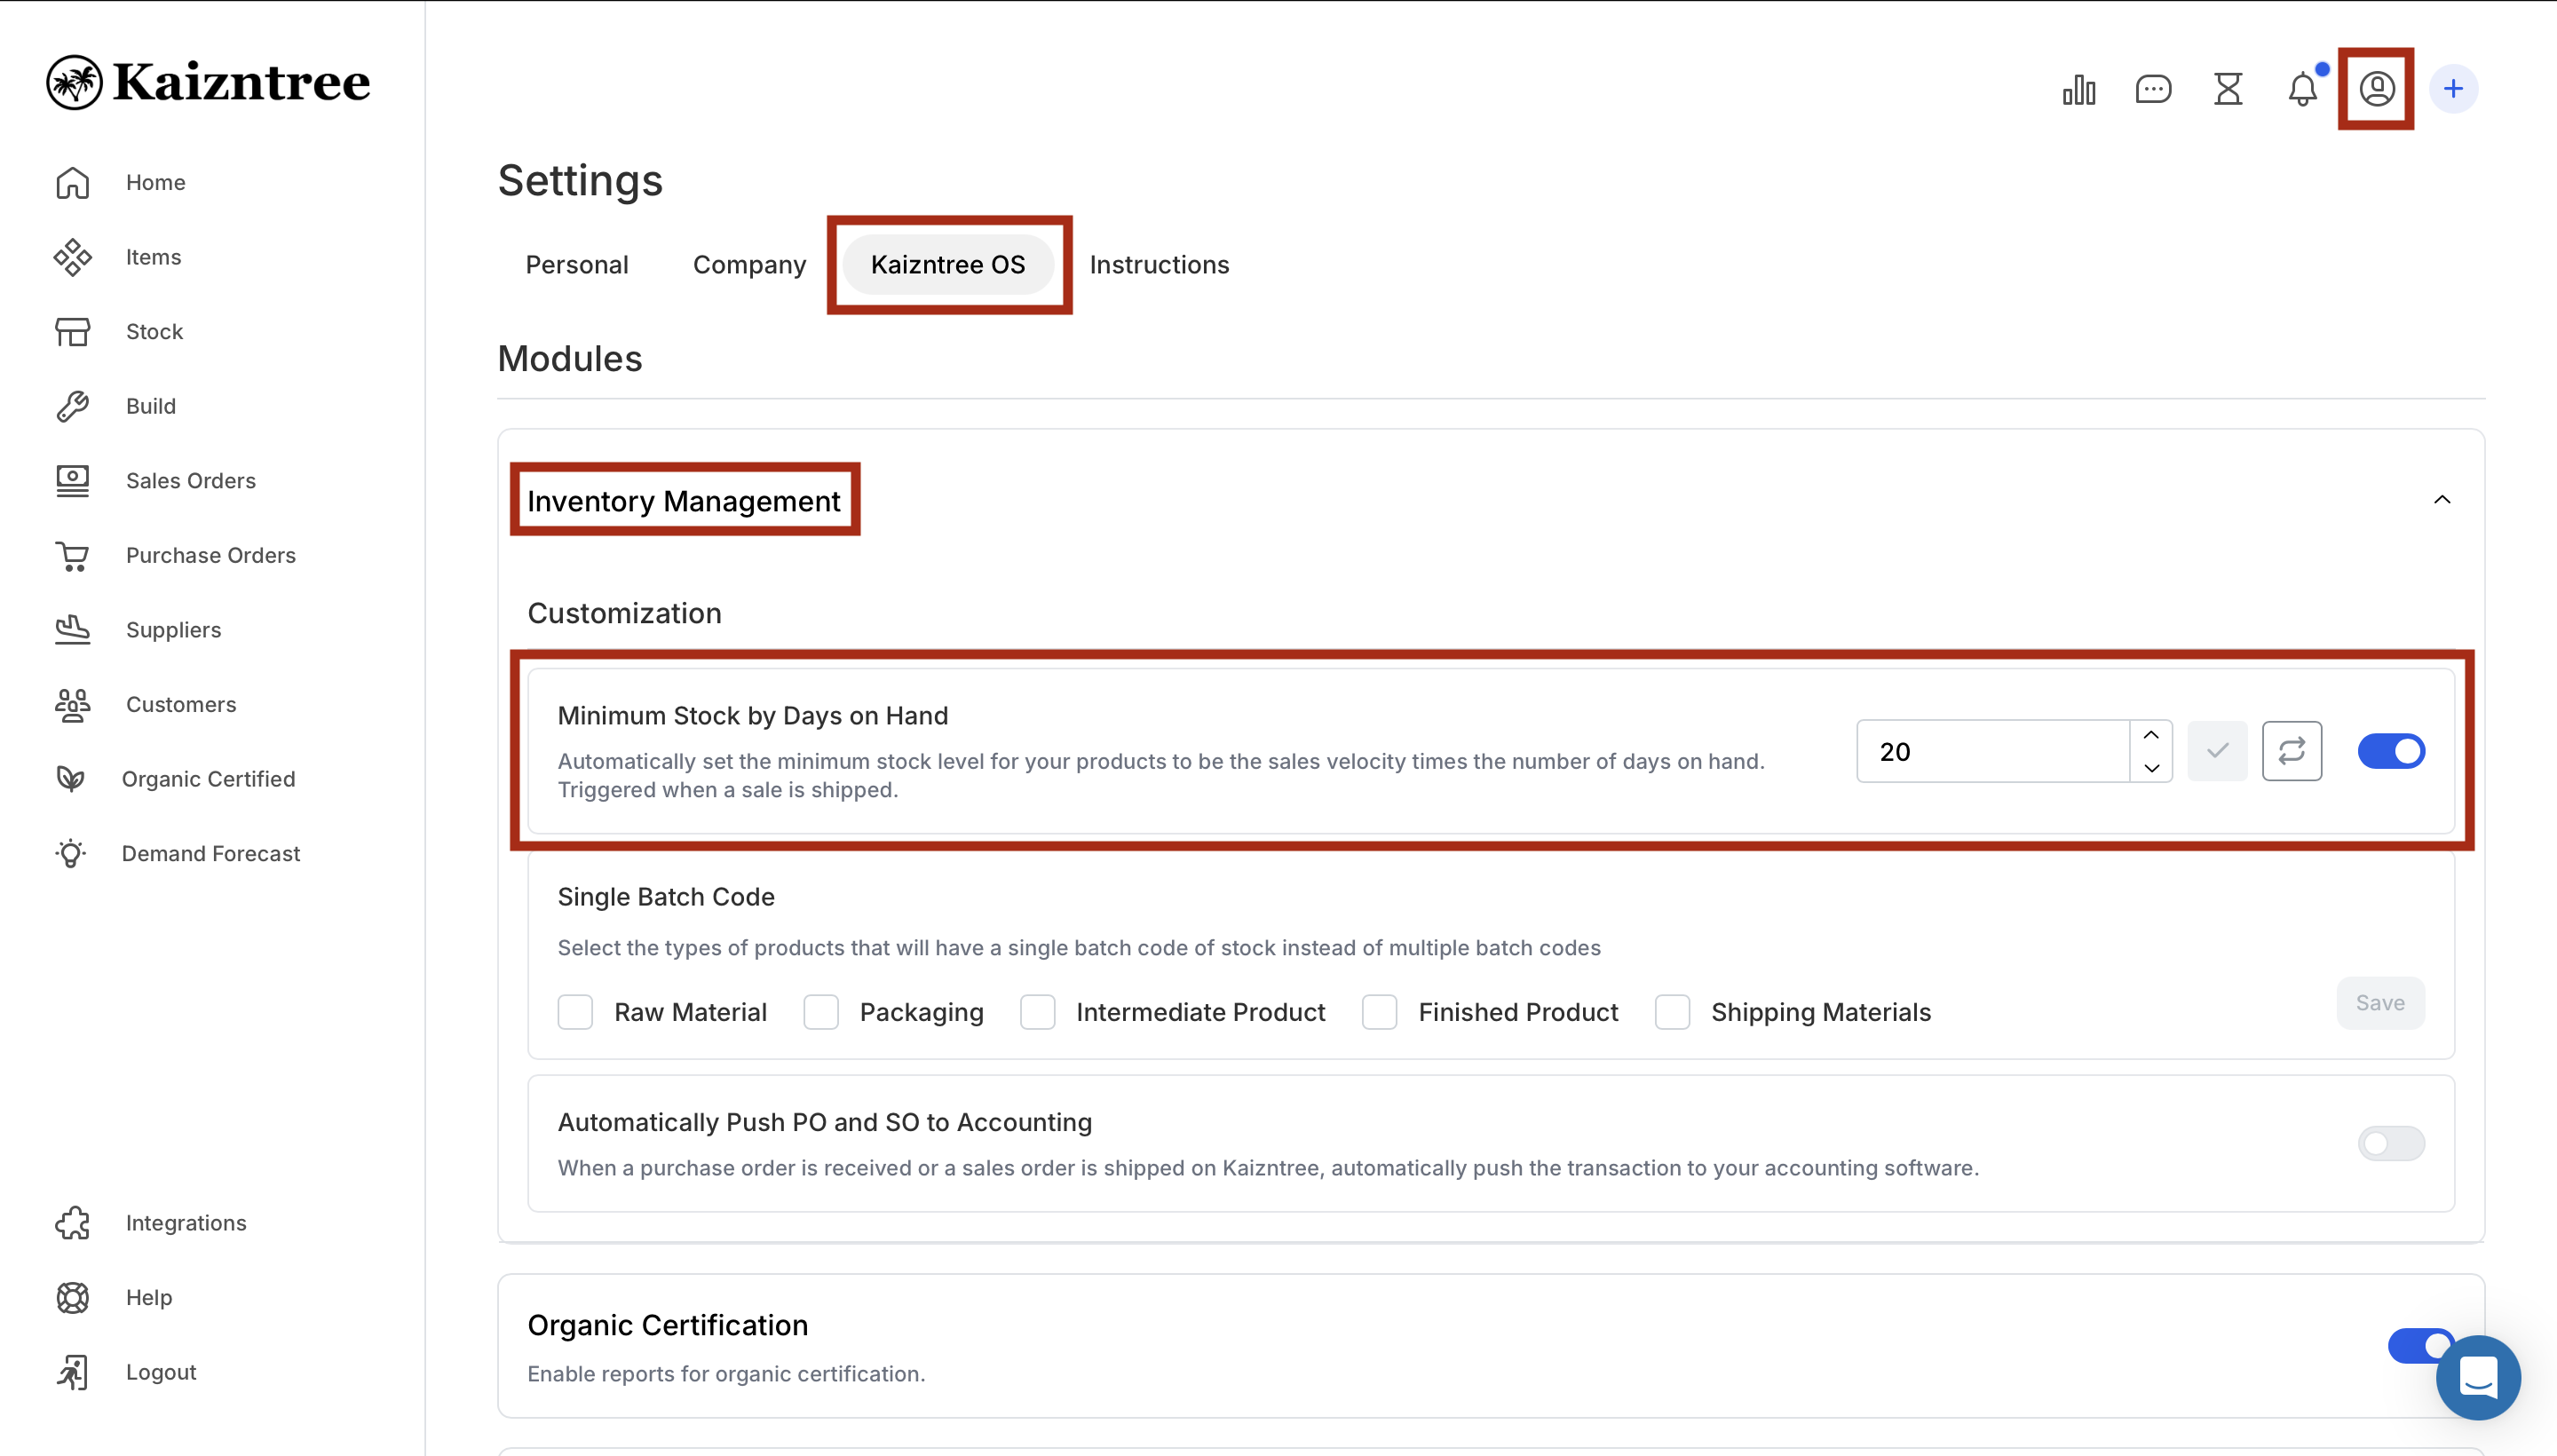 Kaizntree
Home
Items
Stock
Build
Sales Orders
Purchase Orders
Suppliers
Customers
Organic Certified
Demand Forecast
Integrations
Help
Logout
Settings
Personal
Company
Kaizntree OS
Instructions
Modules
Inventory Management
Customization
Minimum Stock by Days on Hand
Automatically set the minimum stock level for your products to be the sales velocity times the number of days on hand.
Triggered when a sale is shipped.
20
Single Batch Code
Select the types of products that will have a single batch code of stock instead of multiple batch codes
Raw Material
Packaging
Intermediate Product
Finished Product
Shipping Materials
Save
Automatically Push PO and SO to Accounting
When a purchase order is received or a sales order is shipped on Kaizntree, automatically push the transaction to your accounting software.
Organic Certification
Enable reports for organic certification.